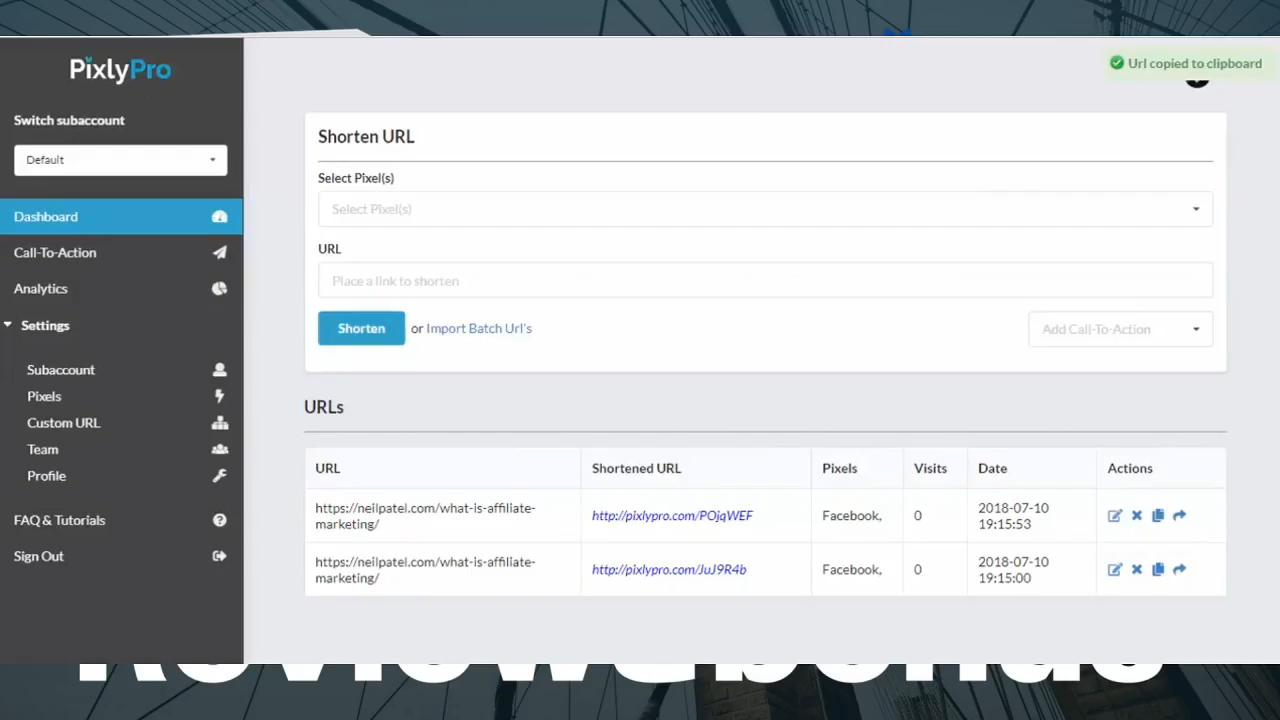 PixlyPro
Url copied to clipboard
Switch subaccount
Default
Dashboard
Call-To-Action
Analytics
Settings
Subaccount
Pixels
Custom URL
Team
Profile
FAQ & Tutorials
Sign Out
Shorten URL
Select Pixel(s)
Select Pixel(s)
URL
Place a link to shorten
Shorten or Import Batch Url's
Add Call-To-Action
URLs
URL Shortened URL Pixels Visits Date Actions
https://neilpatel.com/what-is-affiliate-
marketing/
http://pixlypro.com/POjqWEF
Facebook,
0
2018-07-10
19:15:53
https://neilpatel.com/what-is-affiliate-
marketing/
http://pixlypro.com/JuJ9R4b
Facebook,
0
2018-07-10
19:15:00